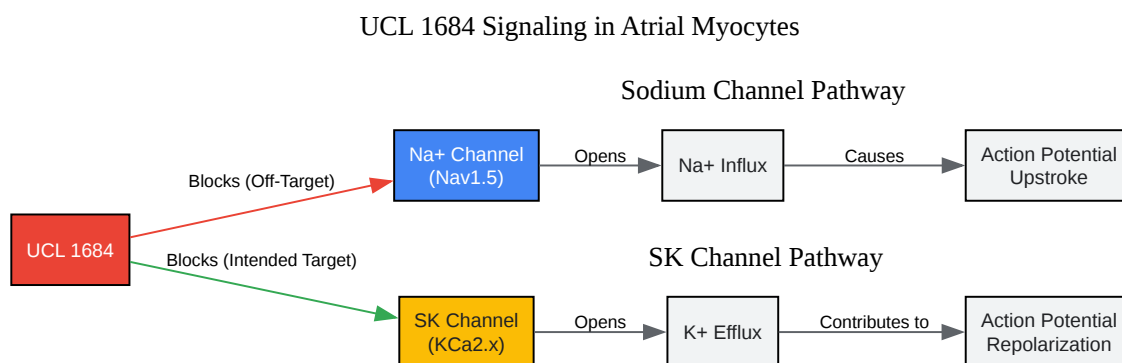 UCL 1684 Signaling in Atrial Myocytes
Sodium Channel Pathway
Na+ Channel
(Nav1.5)
Opens
Na+ Influx
Causes
Action Potential
Upstroke
Blocks (Off-Target)
UCL 1684
Blocks (Intended Target)
SK Channel Pathway
SK Channel
(KCa2.x)
Opens
K+ Efflux
Contributes to
Action Potential
Repolarization